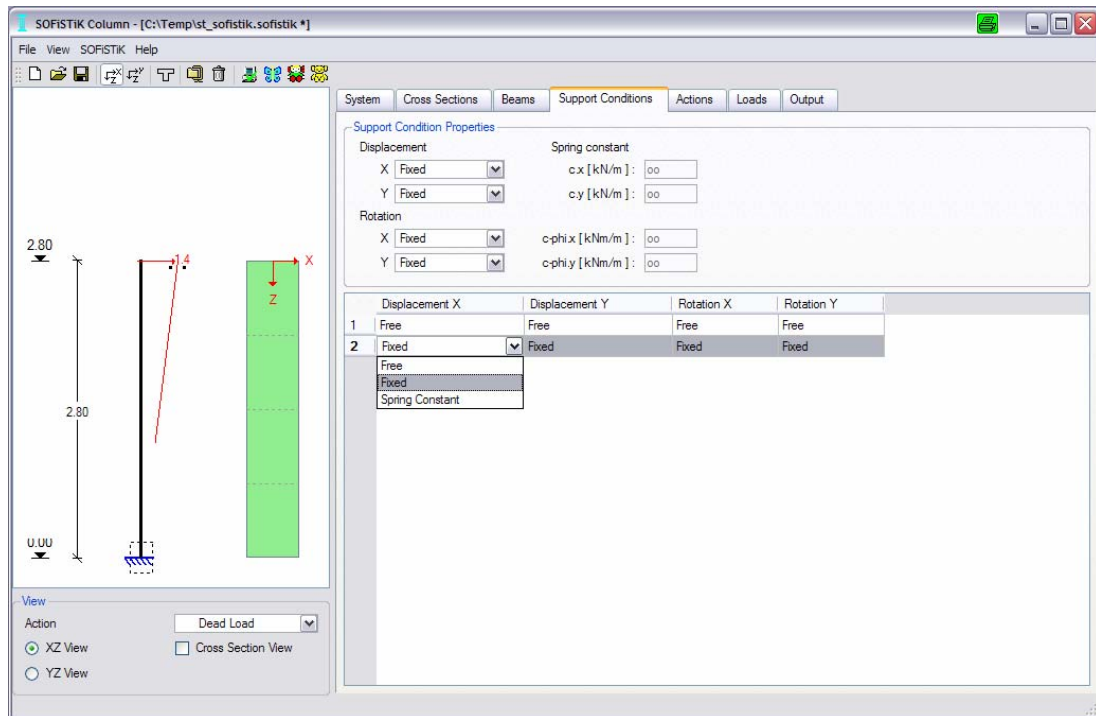 SOFiSTiK Column - [C:\Temp\st_sofistik.sofistik *]
File View SOFiSTiK Help
System Cross Sections Beams Support Conditions Actions Loads Output
Support Condition Properties
Displacement Spring constant
X Fixed c.x [ kN/m ] : oo
Y Fixed c.y [ kN/m ] : oo
Rotation
X Fixed c-phi.x [ kNm/m ] : oo
Y Fixed c-phi.y [ kNm/m ] : oo
Displacement X Displacement Y Rotation X Rotation Y
1 Free Free Free Free
2 Fixed Fixed Fixed Fixed
Free
Fixed
Spring Constant
2.80
1.4
X
Z
2.80
0.00
View
Action Dead Load
XZ View Cross Section View
YZ View